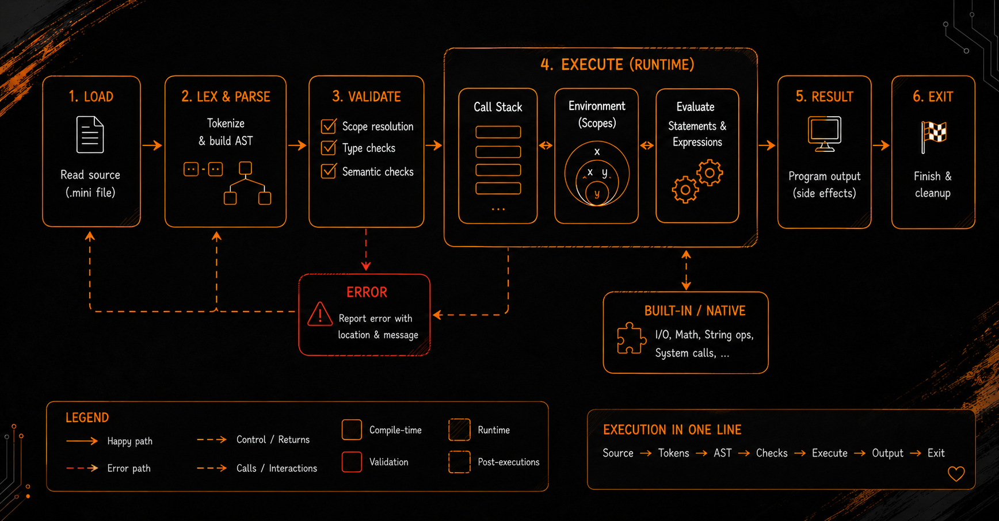 1. LOAD
Read source
(.mini file)
2. LEX & PARSE
Tokenize
& build AST
3. VALIDATE
Scope resolution
Type checks
Semantic checks
4. EXECUTE (RUNTIME)
Call Stack
...
Environment
(Scopes)
x
x y
y
Evaluate
Statements &
Expressions
5. RESULT
Program output
(side effects)
6. EXIT
Finish &
cleanup
ERROR
!
Report error with
location & message
BUILT-IN / NATIVE
I/O, Math, String ops,
System calls, ...
LEGEND
Happy path
Error path
Control / Returns
Calls / Interactions
Compile-time
Validation
Runtime
Post-executions
EXECUTION IN ONE LINE
Source → Tokens → AST → Checks → Execute → Output → Exit